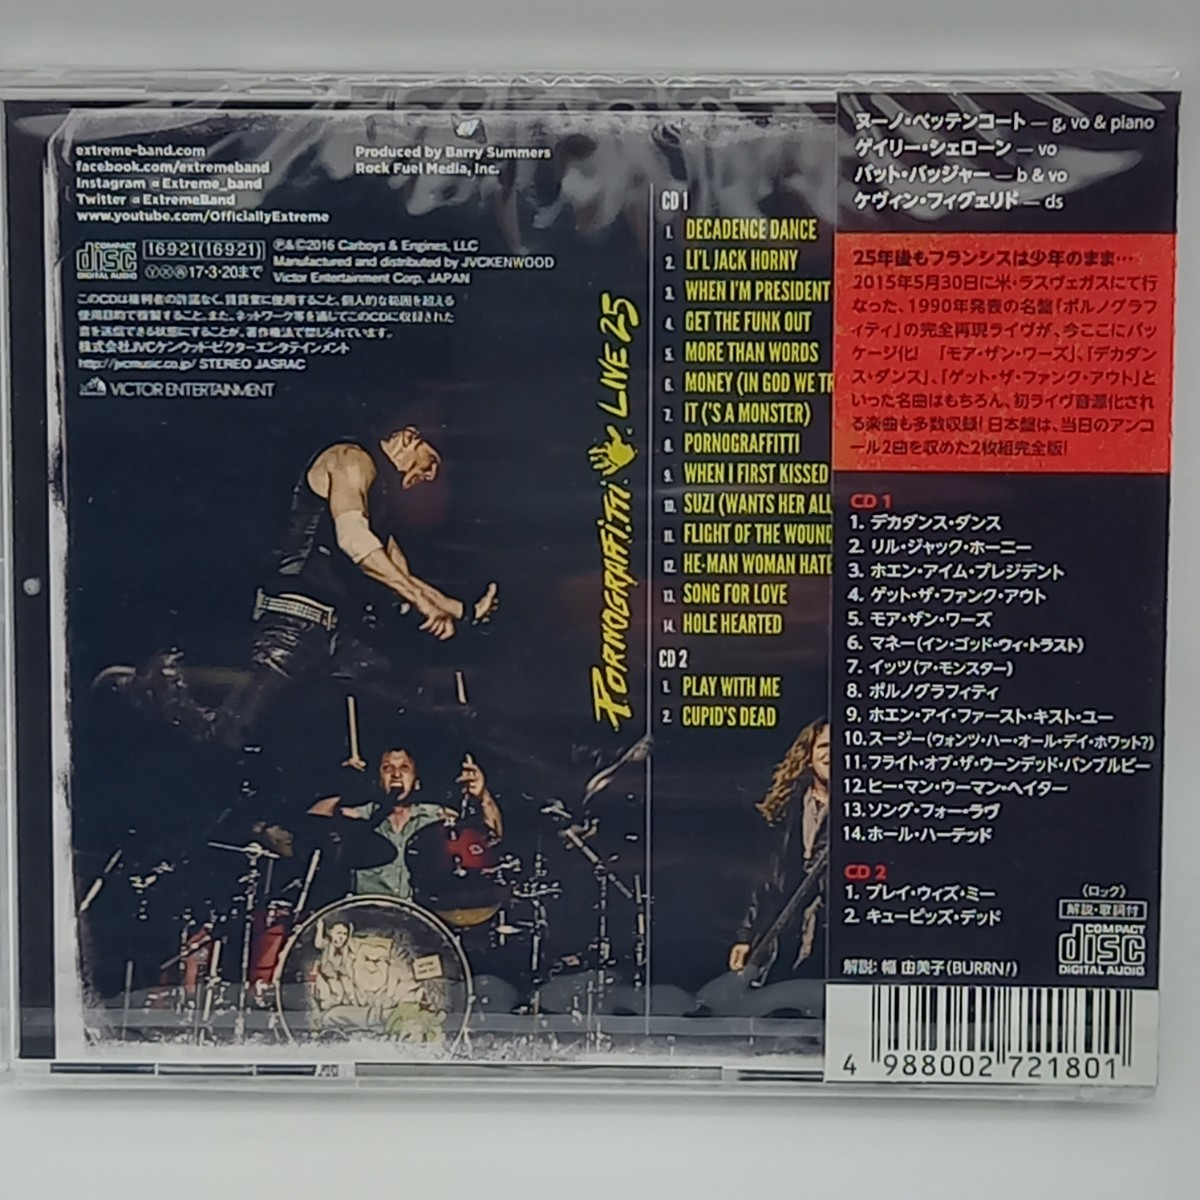 extreme-band.com
facebook.com/extremeband
Instagram @Extreme_band
Twitter @ExtremeBand
www.youtube.com/OfficiallyExtreme
Produced by Barry Summers
Rock Fuel Media, Inc.
COMPACT
disc
DIGITAL AUDIO
16921(16921)
17・3・20まで
Ⓟ&©2016 Carboys & Engines, LLC
Manufactured and distributed by JVCKENWOOD
Victor Entertainment Corp. JAPAN
このCDは権利者の許諾なく、賃貸業に使用すること、個人的な範囲を超える
使用目的で複製すること、また、ネットワーク等を通じてこのCDに収録された
音を送信できる状態にすることが、著作権法で禁じられています。
株式会社JVCケンウッド・ビクターエンタテインメント
http://jvcmusic.co.jp/ STEREO JASRAC
VICTOR ENTERTAINMENT
PORNOGRAFFITTI LIVE 25
CD 1
1. DECADENCE DANCE
2. LI'L JACK HORNY
3. WHEN I'M PRESIDENT
4. GET THE FUNK OUT
5. MORE THAN WORDS
6. MONEY (IN GOD WE TR
7. IT ('S A MONSTER)
8. PORNOGRAFFITTI
9. WHEN I FIRST KISSED
10. SUZI (WANTS HER ALL
11. FLIGHT OF THE WOUND
12. HE-MAN WOMAN HATE
13. SONG FOR LOVE
14. HOLE HEARTED
CD 2
1. PLAY WITH ME
2. CUPID'S DEAD
ヌーノ・ベッテンコート — g, vo & piano
ゲイリー・シェローン — vo
パット・バッジャー — b & vo
ケヴィン・フィグェリド — ds
25年後もフランシスは少年のまま…
2015年5月30日に米・ラスヴェガスにて行
なった、1990年発表の名盤『ポルノグラフ
ィティ』の完全再現ライヴが、今ここにパッ
ケージ化! 「モア・ザン・ワーズ」、「デカダン
ス・ダンス」、「ゲット・ザ・ファンク・アウト」と
いった名曲はもちろん、初ライヴ音源化され
る楽曲も多数収録! 日本盤は、当日のアンコ
ール2曲を収めた2枚組完全版!
CD 1
1. デカダンス・ダンス
2. リル・ジャック・ホーニー
3. ホエン・アイム・プレジデント
4. ゲット・ザ・ファンク・アウト
5. モア・ザン・ワーズ
6. マネー(イン・ゴッド・ウィ・トラスト)
7. イッツ(ア・モンスター)
8. ポルノグラフィティ
9. ホエン・アイ・ファースト・キスト・ユー
10. スージー(ウォンツ・ハー・オール・デイ・ホワット?)
11. フライト・オブ・ザ・ウーンデッド・バンブルビー
12. ヒー・マン・ウーマン・ヘイター
13. ソング・フォー・ラヴ
14. ホール・ハーテッド
CD 2
1. プレイ・ウィズ・ミー
2. キューピッズ・デッド
〈ロック〉
解説・歌詞付
COMPACT
disc
DIGITAL AUDIO
解説: 幅 由美子(BURRN!)
4 988002 721801